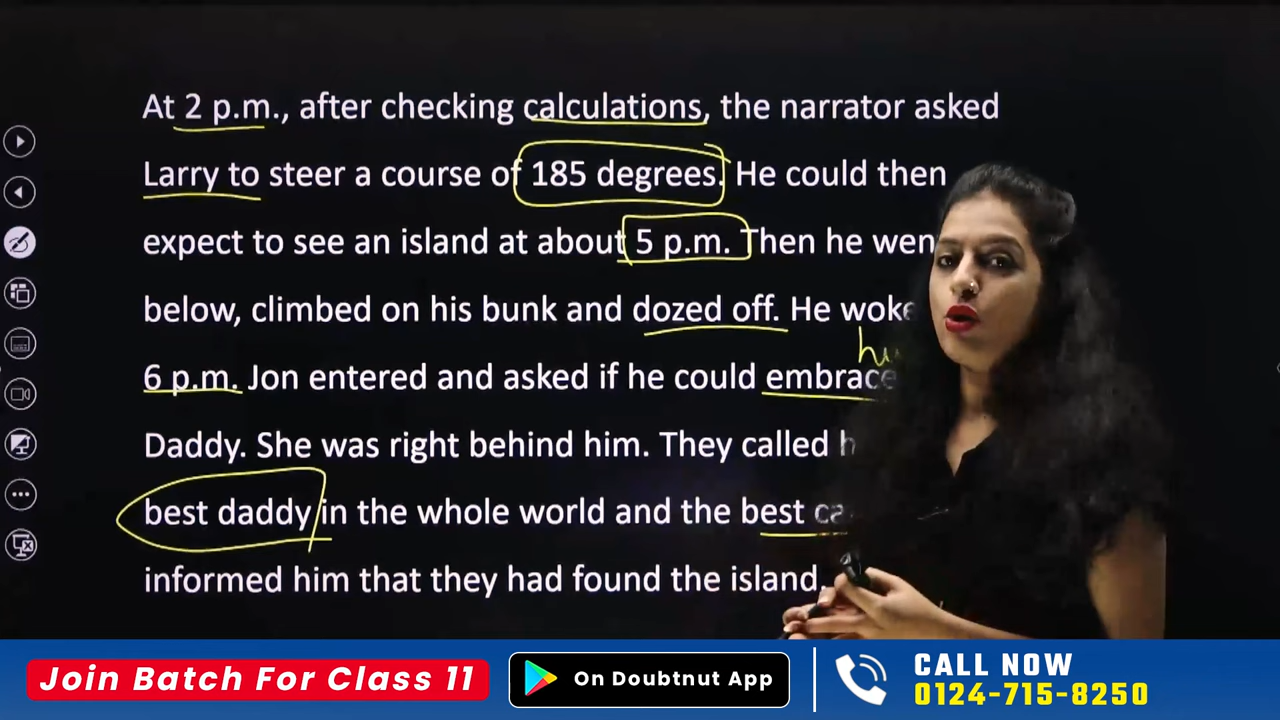 At 2 p.m., after checking calculations, the narrator asked
Larry to steer a course of 185 degrees. He could then
expect to see an island at about 5 p.m. Then he
below, climbed on his bunk and dozed off. He woke
6 p.m. Jon entered and asked if he could embrace
Daddy. She was right behind him. They called
best daddy in the whole world and the best
informed him that they had found the island.
Join Batch For Class 11
On Doubtnut App
CALL NOW
0124-715-8250